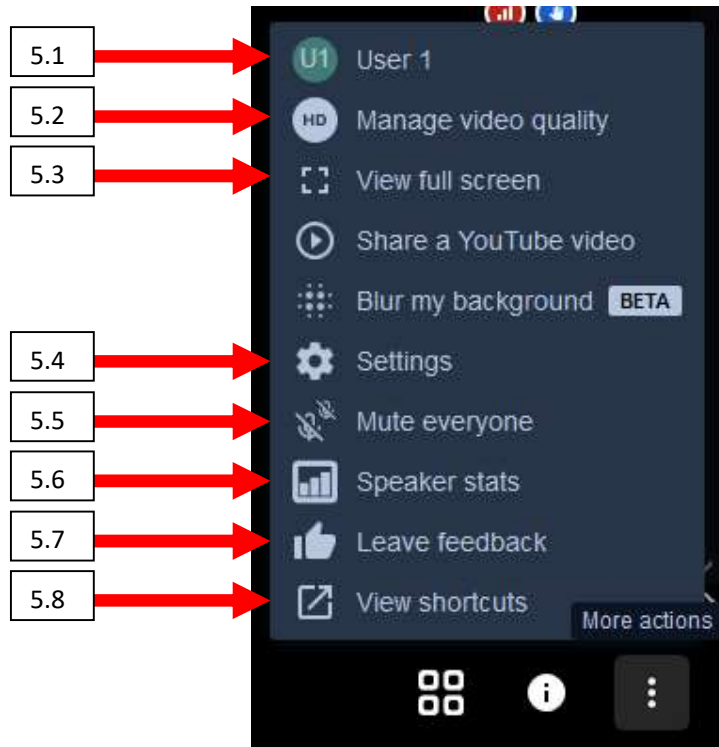 5.1 U1 User 1
5.2 HD Manage video quality
5.3 View full screen
Share a YouTube video
Blur my background BETA
5.4 Settings
5.5 Mute everyone
5.6 Speaker stats
5.7 Leave feedback
5.8 View shortcuts
More actions